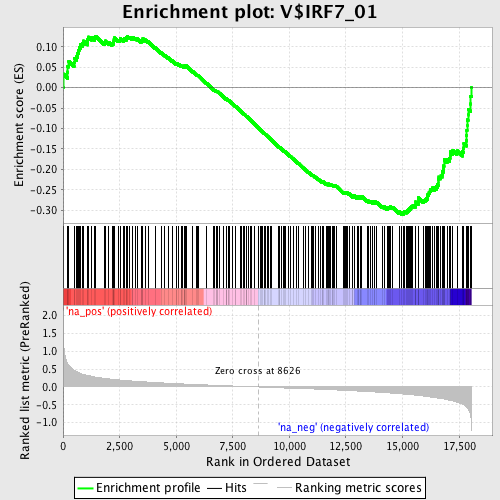 Enrichment plot: V$IRF7_01
Enrichment score (ES)
0.10
0.05
0.00
-0.05
-0.10
-0.15
-0.20
-0.25
-0.30
'na_pos' (positively correlated)
Ranked list metric (PreRanked)
2.0
1.5
1.0
0.5
0.0
-0.5
-1.0
Zero cross at 8626
'na_neg' (negatively correlated)
0
2,500
5,000
7,500
10,000
12,500
15,000
17,500
Rank in Ordered Dataset
Enrichment profile
Hits
Ranking metric scores